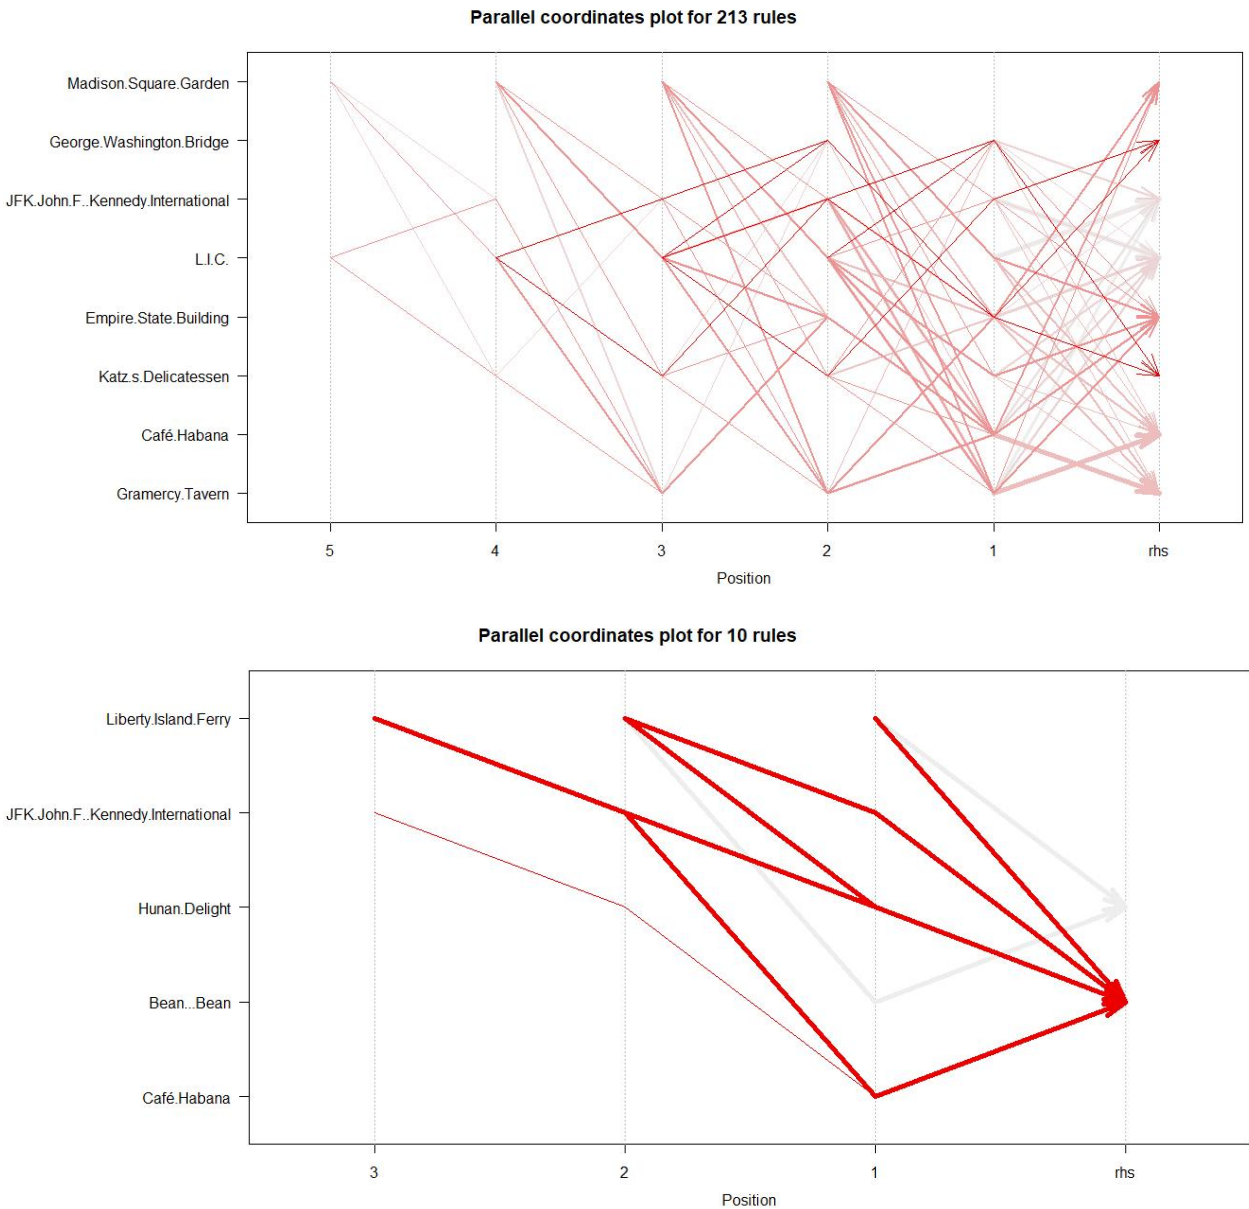 Parallel coordinates plot for 213 rules
Madison.Square.Garden
George.Washington.Bridge
JFK.John.F..Kennedy.International
L.I.C.
Empire.State.Building
Katz.s.Delicatessen
Café.Habana
Gramercy.Tavern
5 4 3 2 1 rhs
Position
Parallel coordinates plot for 10 rules
Liberty.Island.Ferry
JFK.John.F..Kennedy.International
Hunan.Delight
Bean...Bean
Café.Habana
3 2 1 rhs
Position